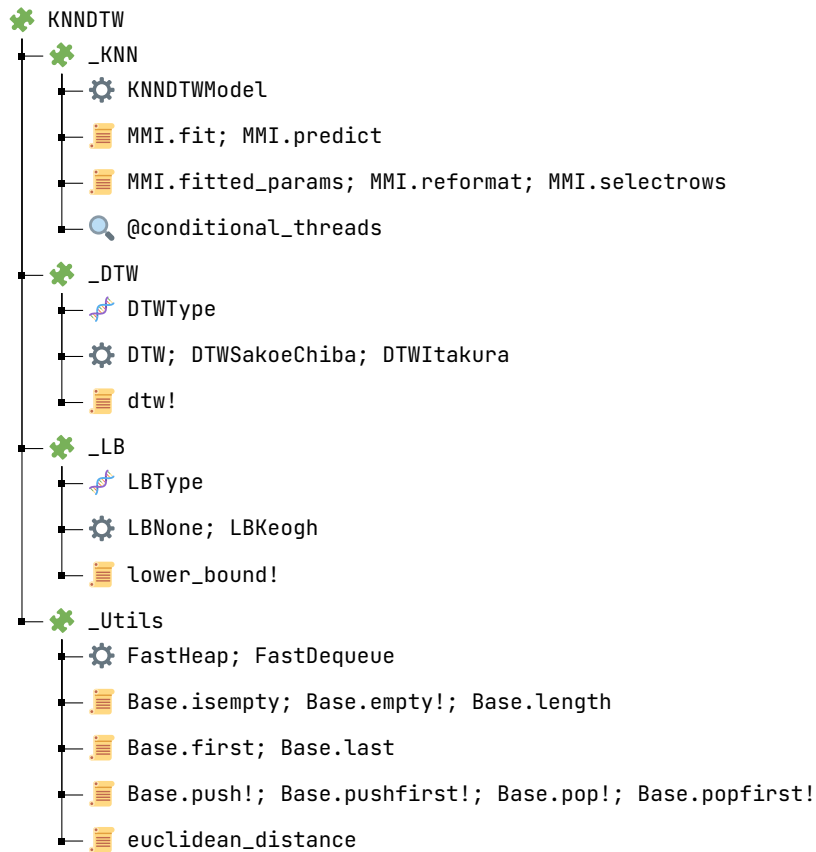 KNNDTW
_KNN
KNNDTWModel
MMI.fit; MMI.predict
MMI.fitted_params; MMI.reformat; MMI.selectrows
@conditional_threads
_DTW
DTWType
DTW; DTWSakoeChiba; DTWItakura
dtw!
_LB
LBType
LBNone; LBKeogh
lower_bound!
_Utils
FastHeap; FastDequeue
Base.isempty; Base.empty!; Base.length
Base.first; Base.last
Base.push!; Base.pushfirst!; Base.pop!; Base.popfirst!
euclidean_distance